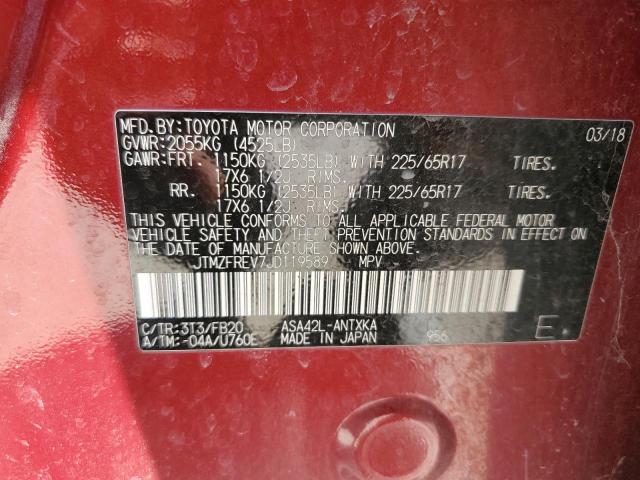 MFD.BY:TOYOTA MOTOR CORPORATION 03/18
GVWR:2055KG (4525LB)
GAWR:FRT. 1150KG (2535LB) WITH 225/65R17 TIRES.
17X6 1/2J RIMS.
RR. 1150KG (2535LB) WITH 225/65R17 TIRES.
17X6 1/2J RIMS.
THIS VEHICLE CONFORMS TO ALL APPLICABLE FEDERAL MOTOR
VEHICLE SAFETY AND THEFT PREVENTION STANDARDS IN EFFECT ON
THE DATE OF MANUFACTURE SHOWN ABOVE.
JTMZFREV7JD119589 MPV
C/TR:3T3/FB20 ASA42L-ANTXKA
A/TM:-04A/U760E MADE IN JAPAN 956 E